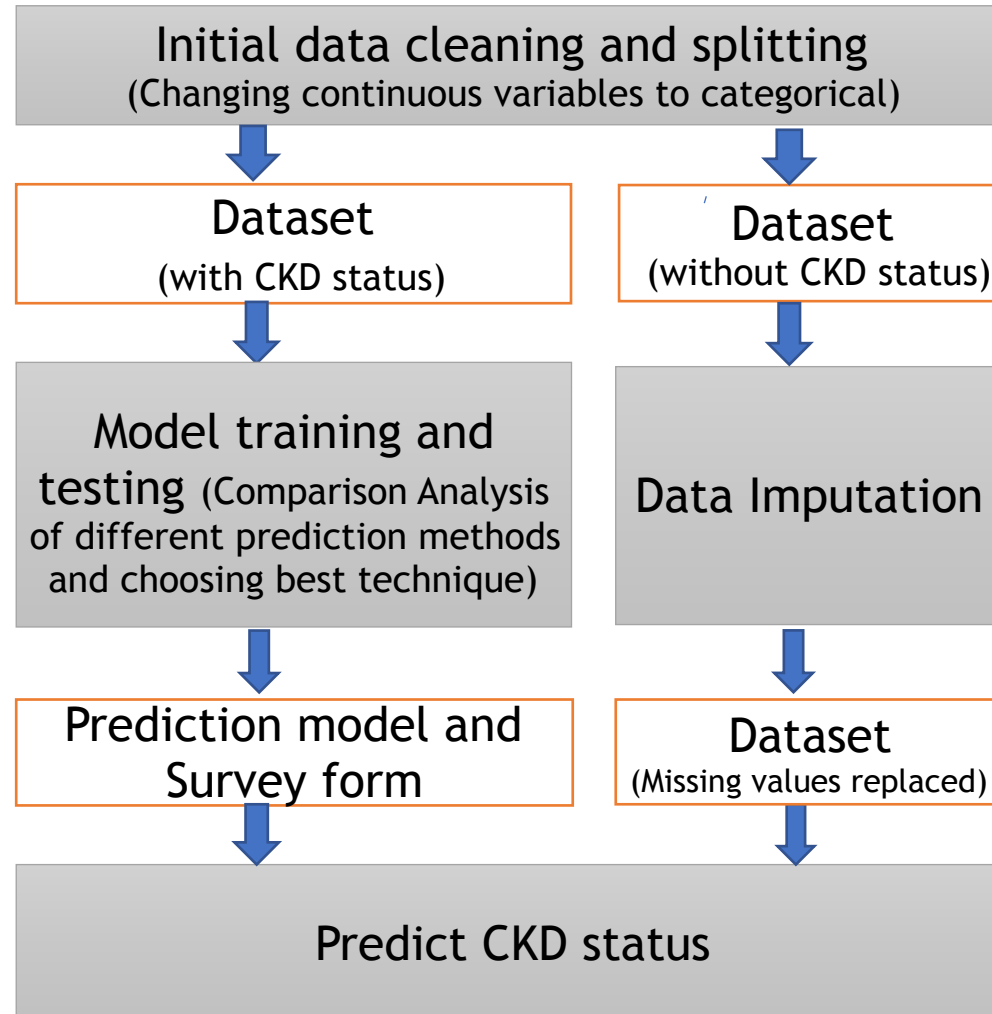 Initial data cleaning and splitting
(Changing continuous variables to categorical)
Dataset
(with CKD status)
Dataset
(without CKD status)
Model training and
testing (Comparison Analysis
of different prediction methods
and choosing best technique)
Data Imputation
Prediction model and
Survey form
Dataset
(Missing values replaced)
Predict CKD status